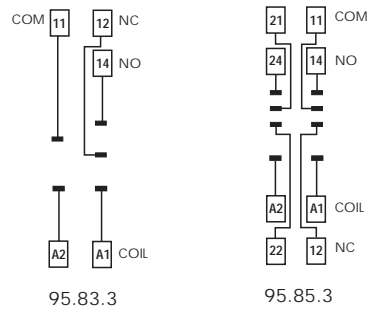 COM 11 12 NC
14 NO
A2 A1 COIL
95.83.3
21 11 COM
24 14 NO
A2 A1 COIL
22 12 NC
95.85.3